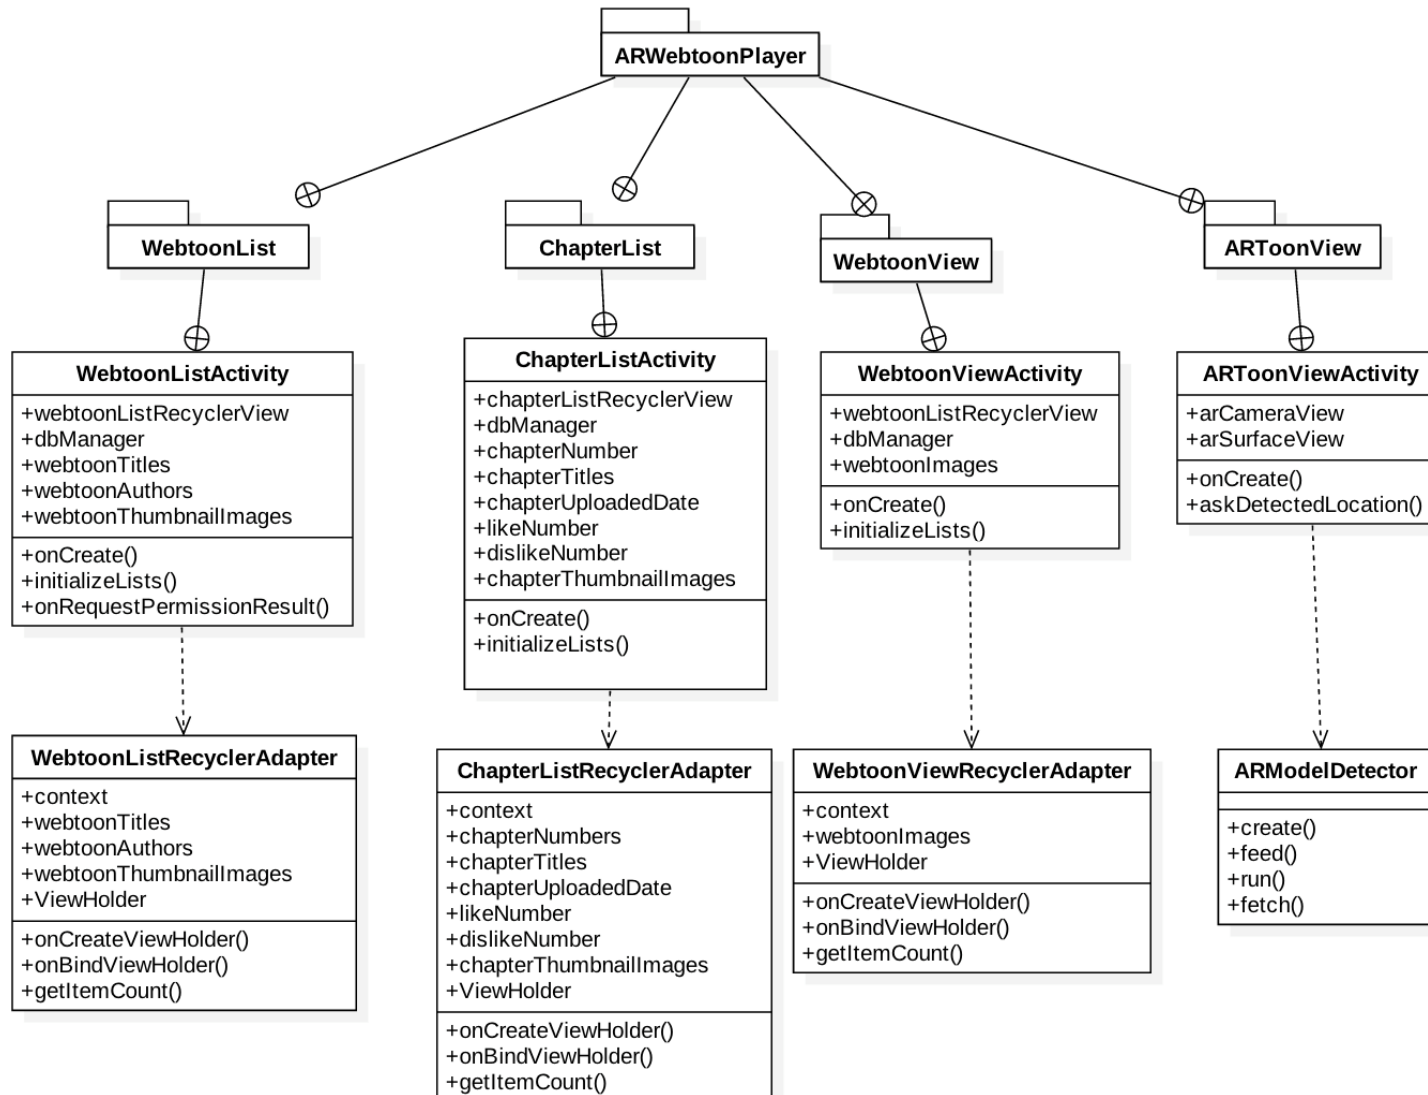 ARWebtoonPlayer
WebtoonList
ChapterList
WebtoonView
ARToonView
WebtoonListActivity
+webtoonListRecyclerView
+dbManager
+webtoonTitles
+webtoonAuthors
+webtoonThumbnailImages
+onCreate()
+initializeLists()
+onRequestPermissionResult()
ChapterListActivity
+chapterListRecyclerView
+dbManager
+chapterNumber
+chapterTitles
+chapterUploadedDate
+likeNumber
+dislikeNumber
+chapterThumbnailImages
+onCreate()
+initializeLists()
WebtoonViewActivity
+webtoonListRecyclerView
+dbManager
+webtoonImages
+onCreate()
+initializeLists()
ARToonViewActivity
+arCameraView
+arSurfaceView
+onCreate()
+askDetectedLocation()
WebtoonListRecyclerAdapter
+context
+webtoonTitles
+webtoonAuthors
+webtoonThumbnailImages
+ViewHolder
+onCreateViewHolder()
+onBindViewHolder()
+getItemCount()
ChapterListRecyclerAdapter
+context
+chapterNumbers
+chapterTitles
+chapterUploadedDate
+likeNumber
+dislikeNumber
+chapterThumbnailImages
+ViewHolder
+onCreateViewHolder()
+onBindViewHolder()
+getItemCount()
WebtoonViewRecyclerAdapter
+context
+webtoonImages
+ViewHolder
+onCreateViewHolder()
+onBindViewHolder()
+getItemCount()
ARModelDetector
+create()
+feed()
+run()
+fetch()